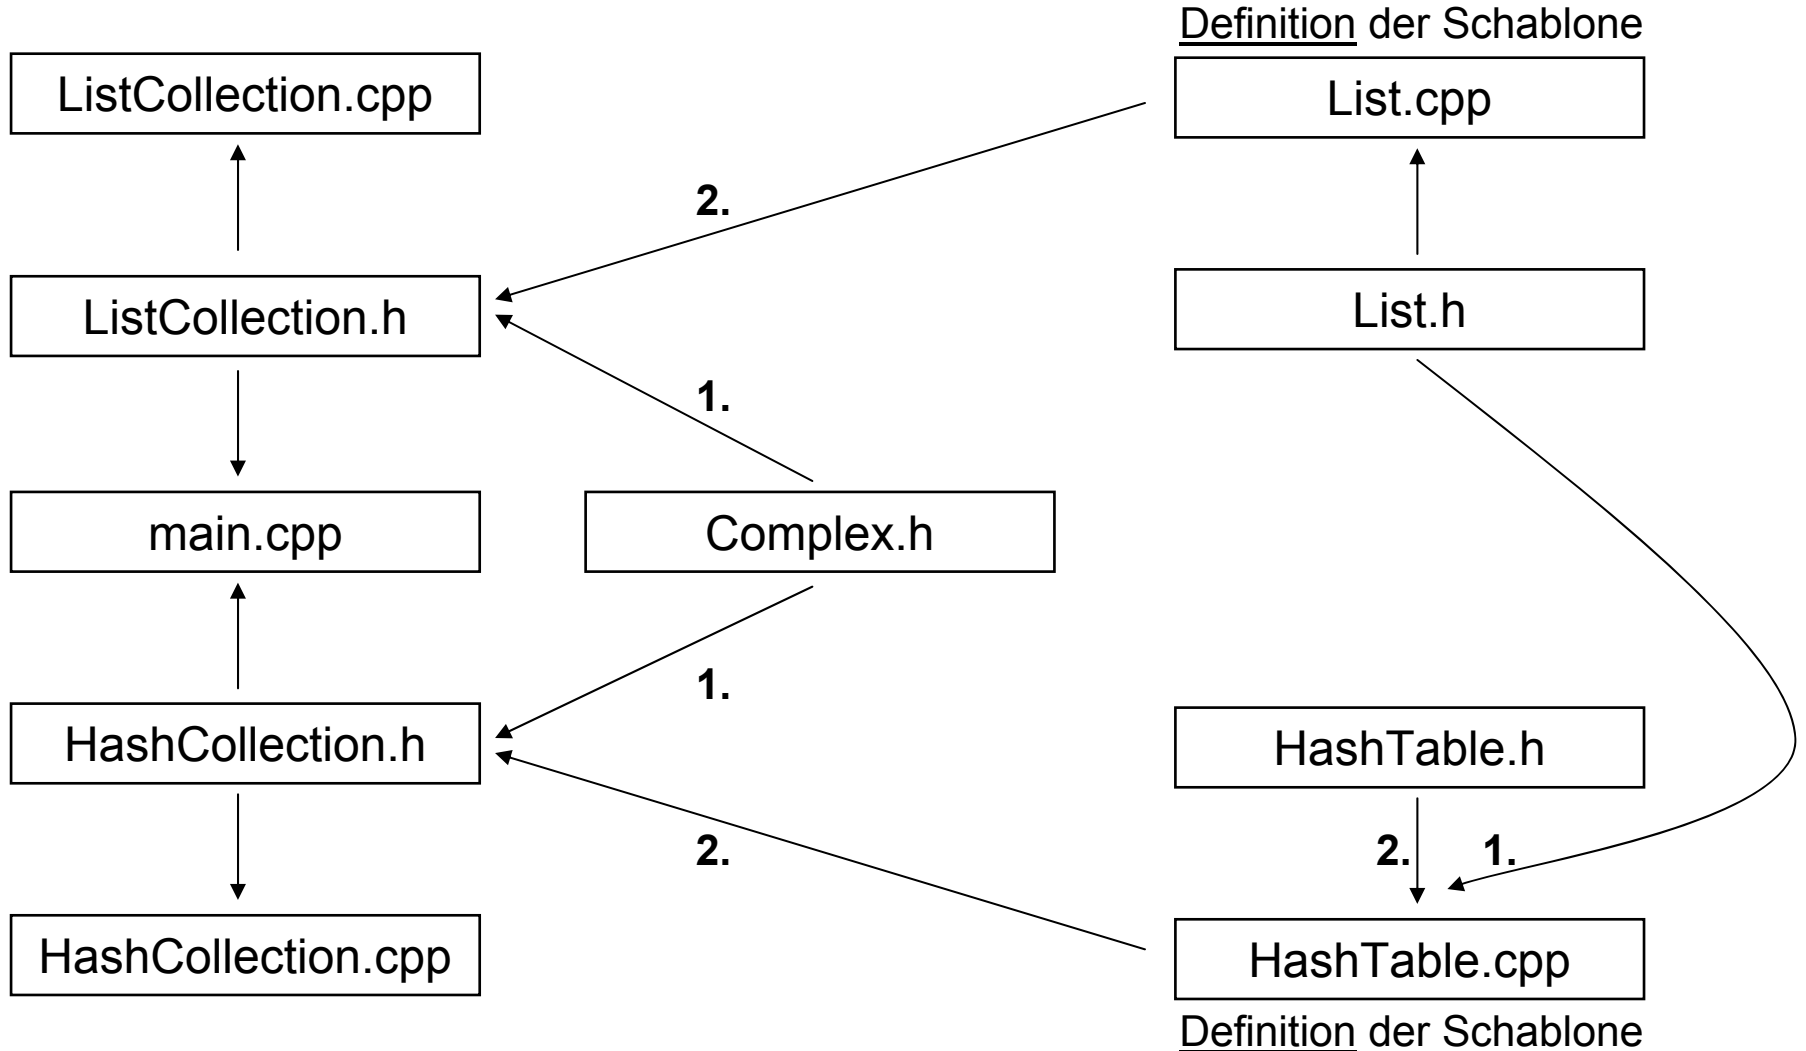 Definition der Schablone
ListCollection.cpp
List.cpp
2.
ListCollection.h
List.h
1.
main.cpp
Complex.h
1.
HashCollection.h
HashTable.h
2.
2.
1.
HashCollection.cpp
HashTable.cpp
Definition der Schablone